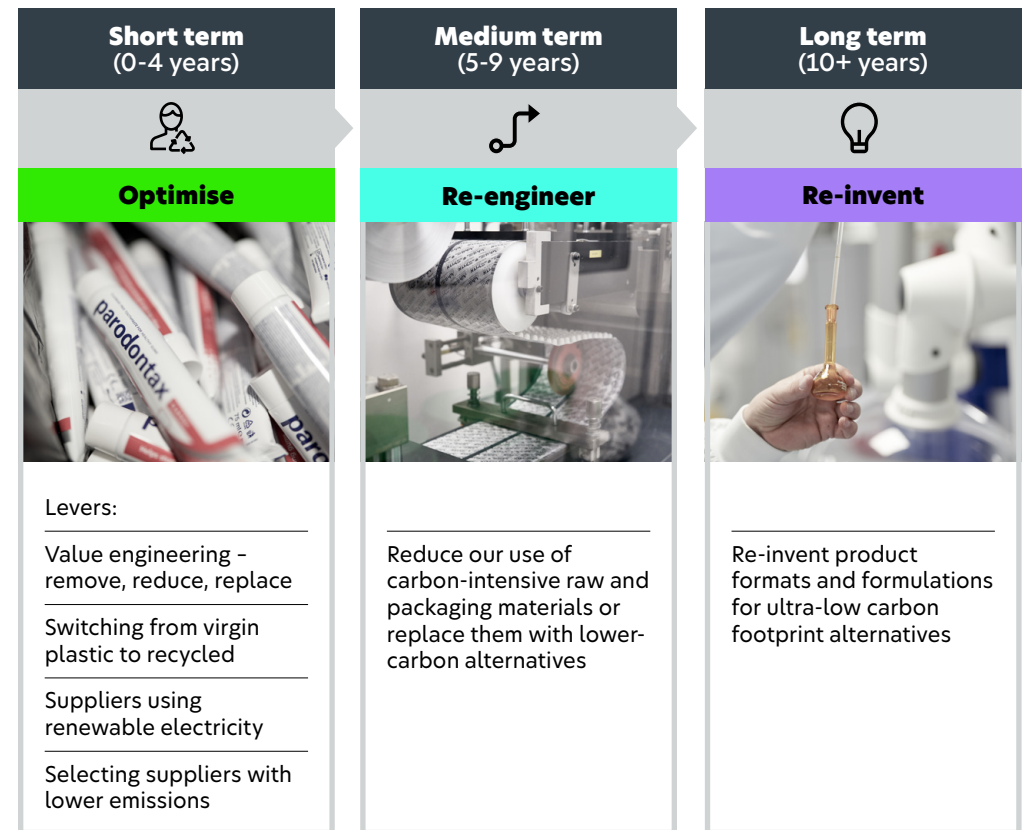 Short term
(0-4 years)
Optimise
parodontax
paro
Levers:
Value engineering –
remove, reduce, replace
Switching from virgin
plastic to recycled
Suppliers using
renewable electricity
Selecting suppliers with
lower emissions
Medium term
(5-9 years)
Re-engineer
Reduce our use of
carbon-intensive raw and
packaging materials or
replace them with lower-
carbon alternatives
Long term
(10+ years)
Re-invent
Re-invent product
formats and formulations
for ultra-low carbon
footprint alternatives